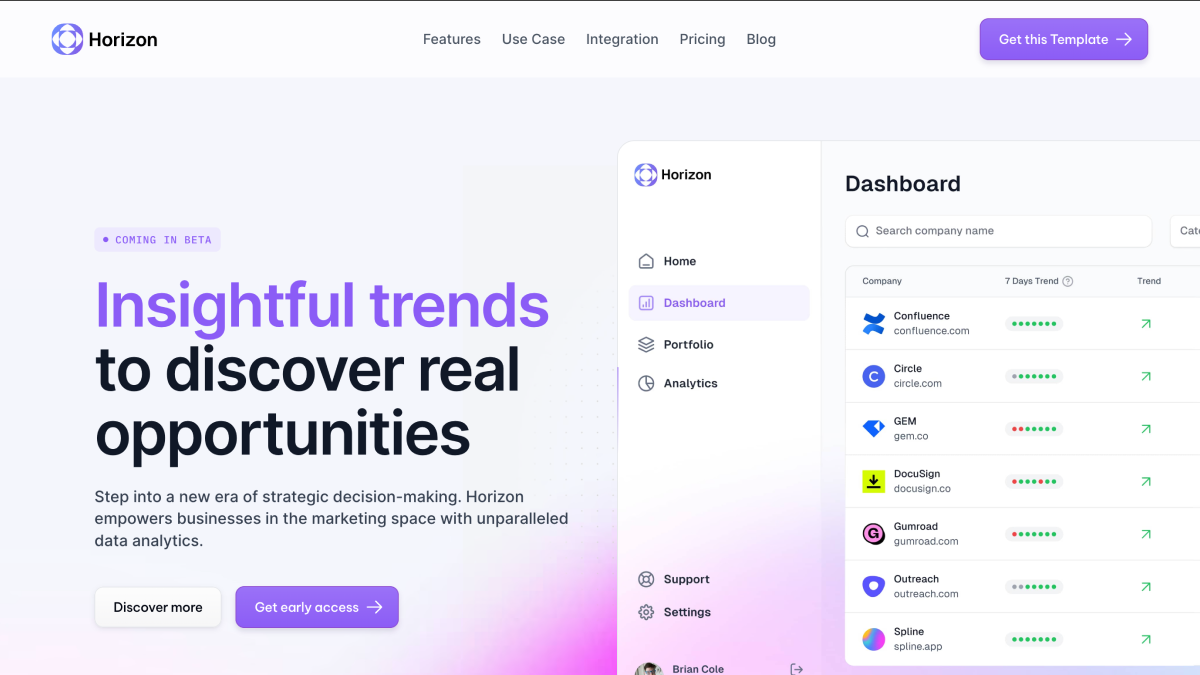 Horizon
Features
Use Case
Integration
Pricing
Blog
Get this Template
COMING IN BETA
Insightful trends
to discover real
opportunities
Step into a new era of strategic decision-making. Horizon
empowers businesses in the marketing space with unparalleled
data analytics.
Discover more
Get early access
Horizon
Home
Dashboard
Portfolio
Analytics
Support
Settings
Brian Cole
Dashboard
Search company name
Cate
Company
7 Days Trend
Trend
Confluence
confluence.com
Circle
circle.com
GEM
gem.co
DocuSign
docusign.co
Gumroad
gumroad.com
Outreach
outreach.com
Spline
spline.app